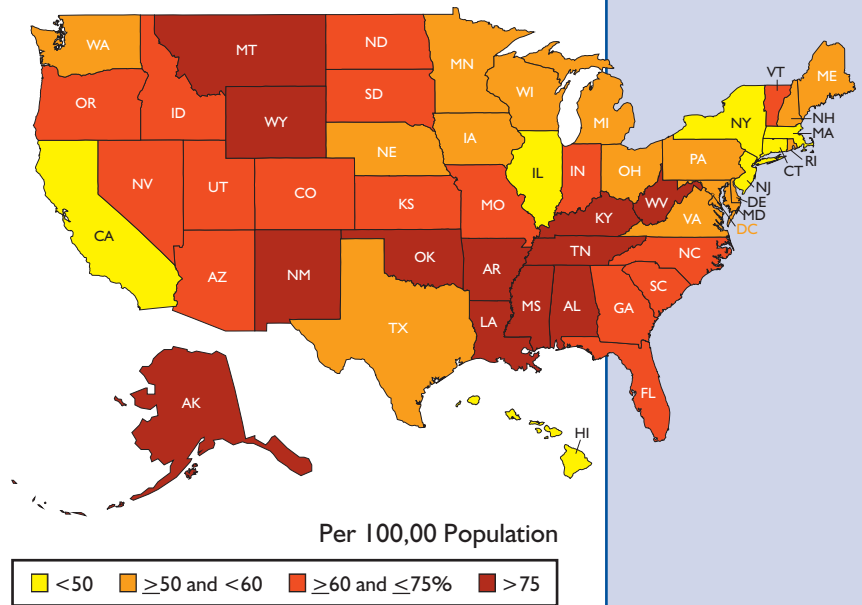 WA
MT
ND
MN
VT
ME
OR
ID
SD
WI
MI
NY
NH
MA
WY
IA
NE
IL
IN
OH
PA
RI
CT
NJ
NV
UT
CO
KS
MO
KY
WV
VA
DE
MD
DC
CA
AZ
NM
OK
AR
TN
NC
SC
MS
AL
GA
LA
TX
FL
AK
HI
Per 100,00 Population
<50 ≥50 and <60 ≥60 and ≤75% >75